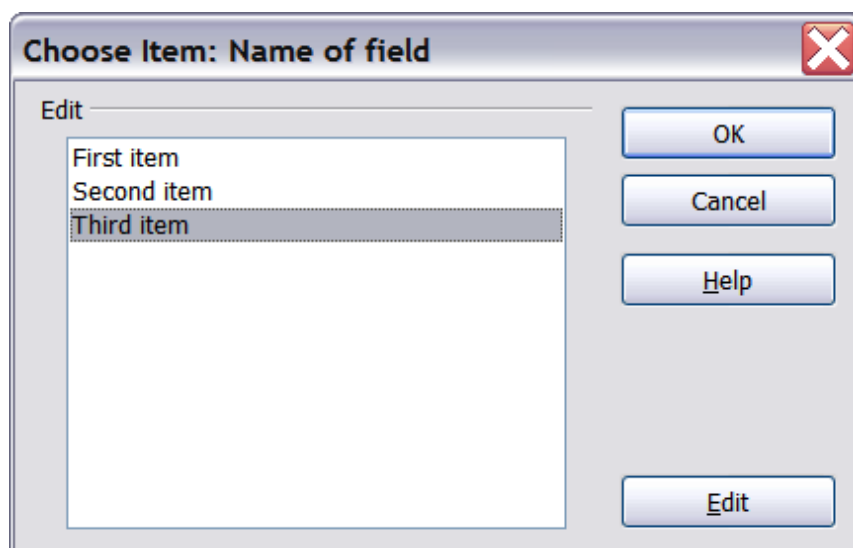 Choose Item: Name of field
Edit
First item
Second item
Third item
OK
Cancel
Help
Edit